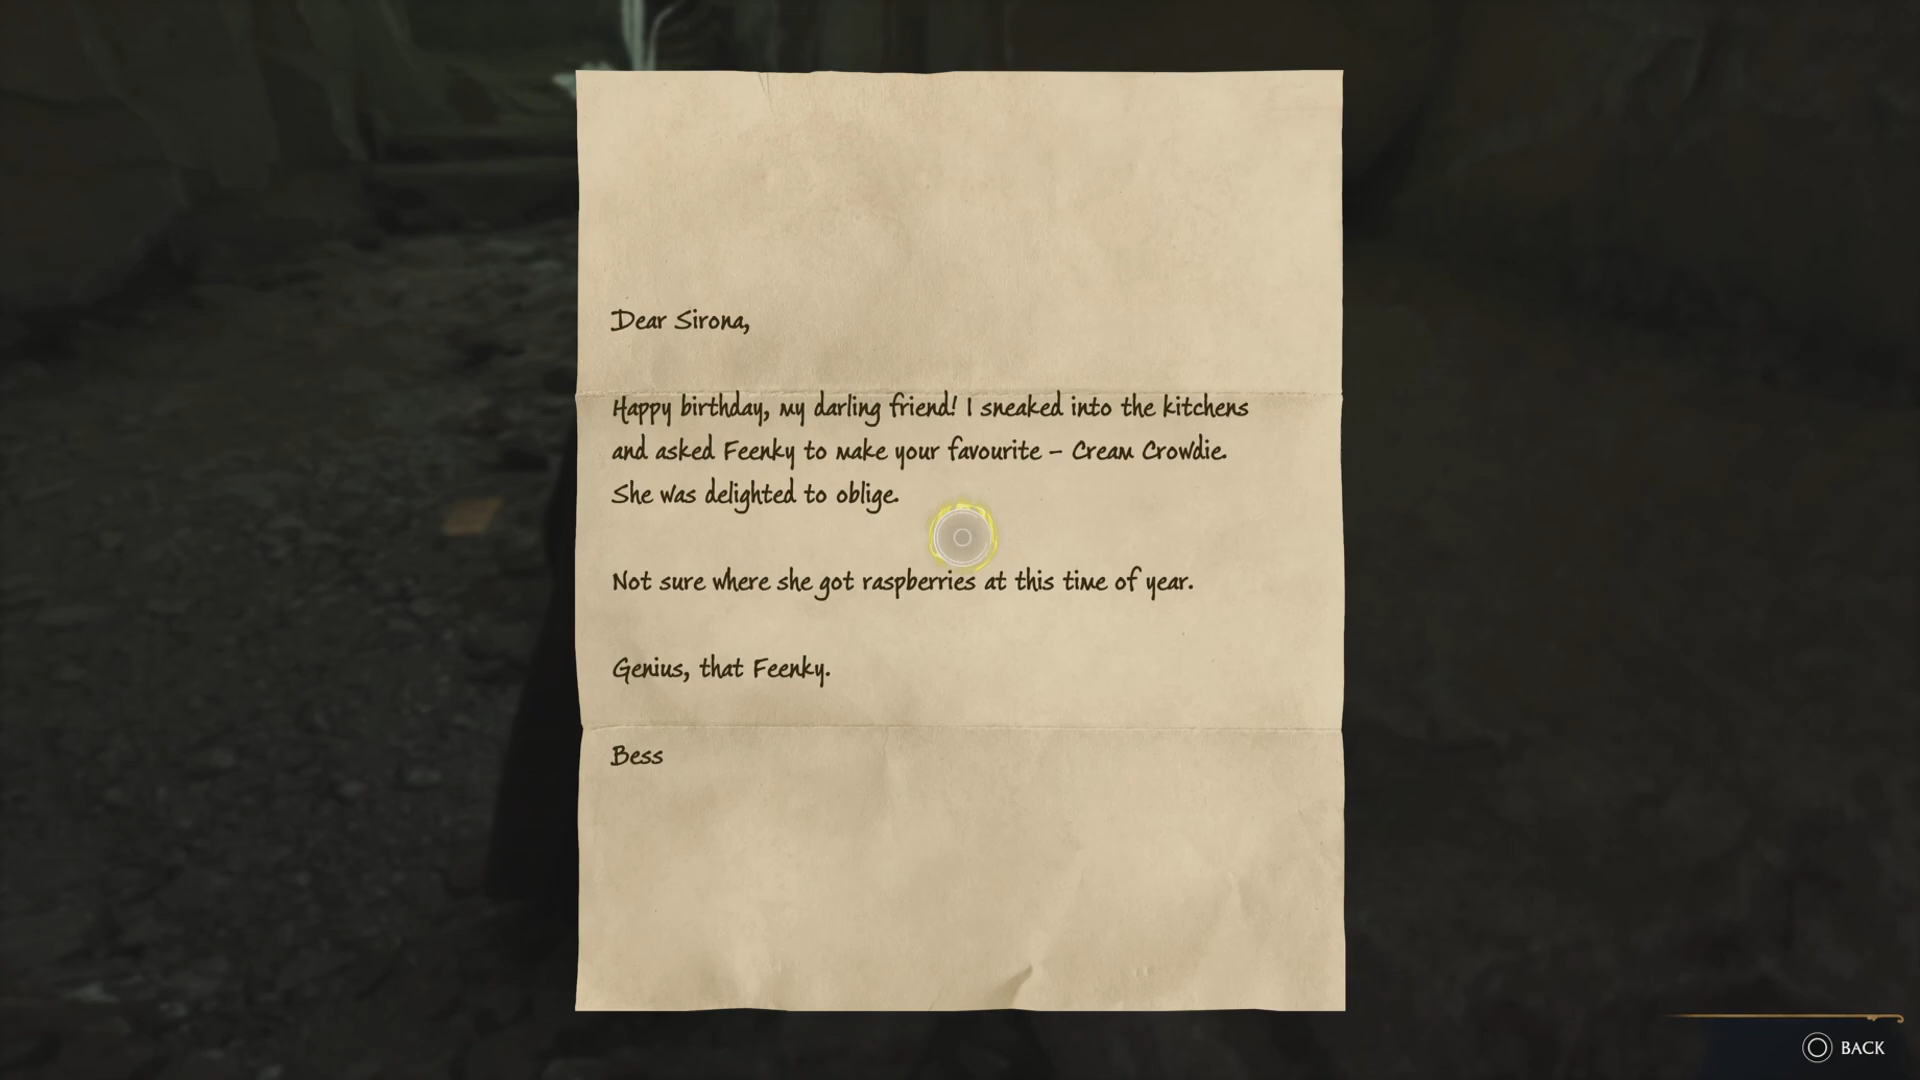 Dear Sirona,
Happy birthday, my darling friend! I sneaked into the kitchens
and asked Feenky to make your favourite – Cream Crowdie.
She was delighted to oblige.
Not sure where she got raspberries at this time of year.
Genius, that Feenky.
Bess
BACK